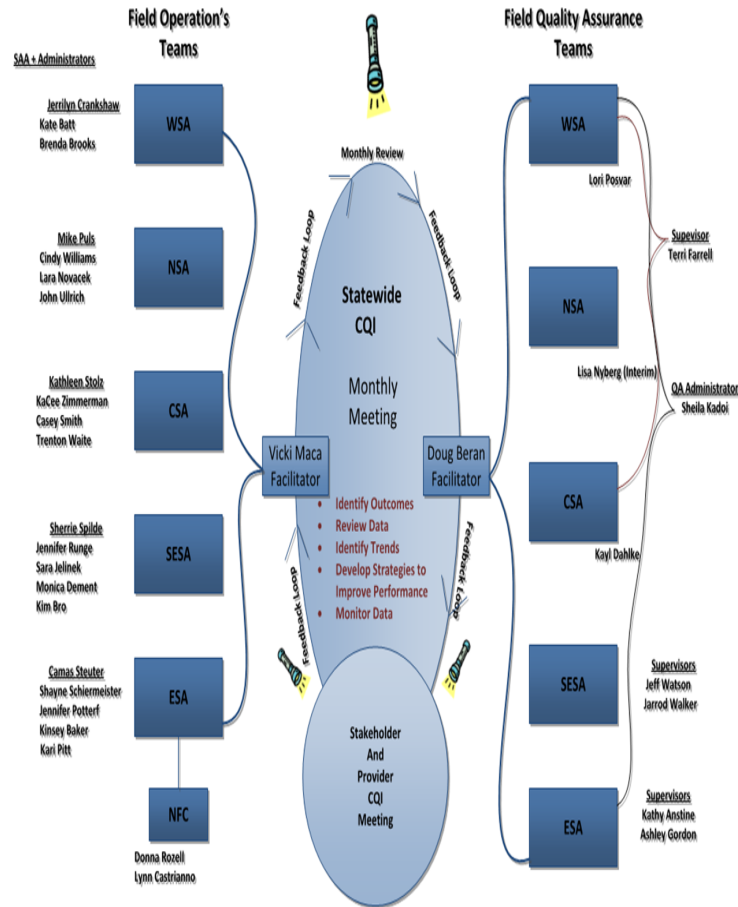 Field Operation's
Teams
SAA + Administrators
Jerrilyn Crankshaw
Kate Batt
Brenda Brooks
WSA
Mike Puls
Cindy Williams
Lara Novacek
John Ullrich
NSA
Kathleen Stolz
KaCee Zimmerman
Casey Smith
Trenton Waite
CSA
Sherrie Spilde
Jennifer Runge
Sara Jelinek
Monica Dement
Kim Bro
SESA
Camas Steuter
Shayne Schiermeister
Jennifer Potterf
Kinsey Baker
Kari Pitt
ESA
NFC
Donna Rozell
Lynn Castrianno
Monthly Review
Feedback Loop
Feedback Loop
Statewide
CQI
Monthly
Meeting
Vicki Maca
Facilitator
Doug Beran
Facilitator
• Identify Outcomes
• Review Data
• Identify Trends
• Develop Strategies to
Improve Performance
• Monitor Data
Feedback Loop
Feedback Loop
Stakeholder
And
Provider
CQI
Meeting
Field Quality Assurance
Teams
WSA
Lori Posvar
Supevisor
Terri Farrell
NSA
Lisa Nyberg (Interim)
QA Administrator
Sheila Kadoi
CSA
Kayl Dahlke
SESA
Supervisors
Jeff Watson
Jarrod Walker
ESA
Supervisors
Kathy Anstine
Ashley Gordon